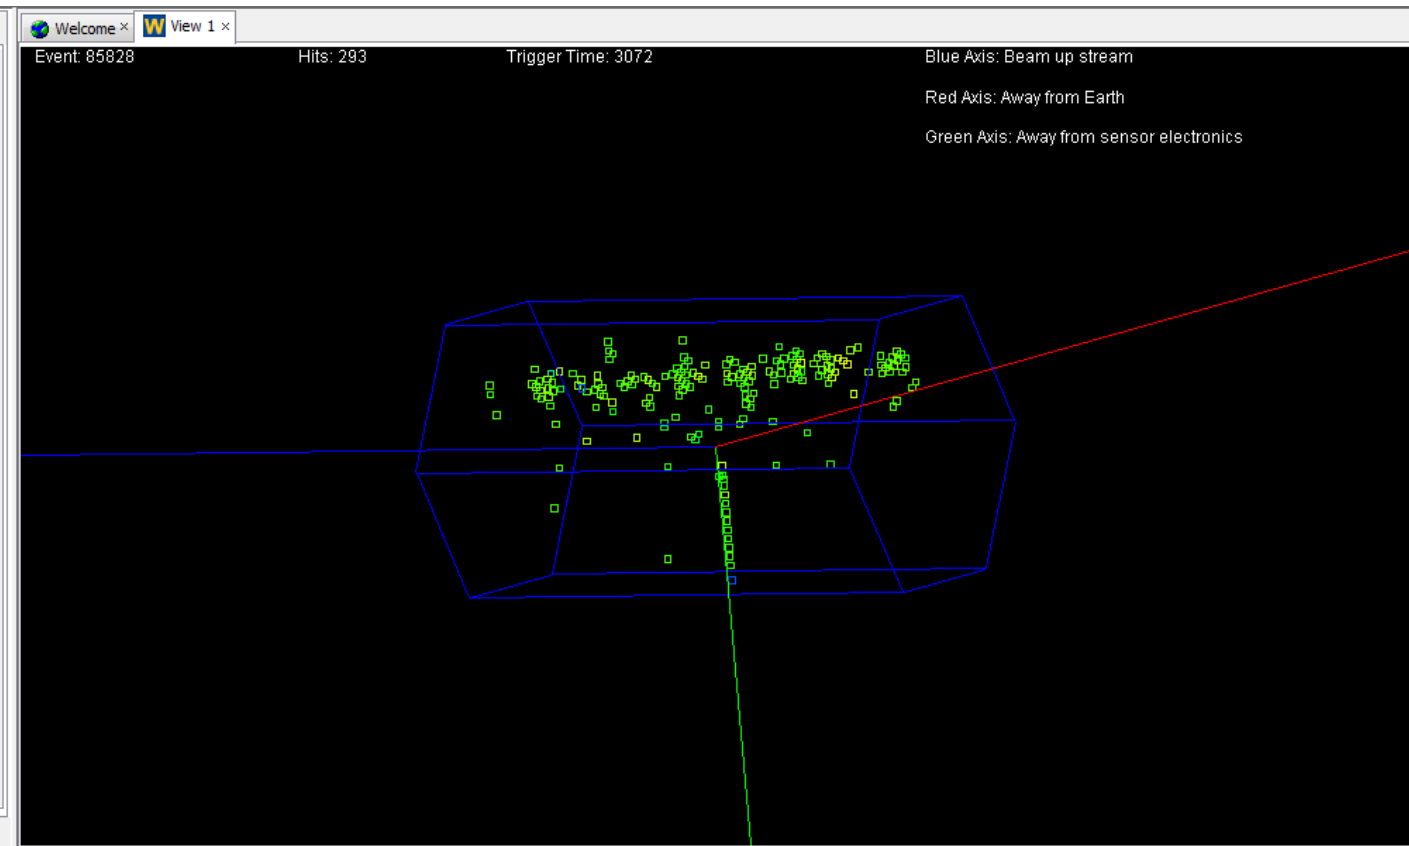 Welcome
W View 1
Event: 85828 Hits: 293 Trigger Time: 3072 Blue Axis: Beam up stream
Red Axis: Away from Earth
Green Axis: Away from sensor electronics